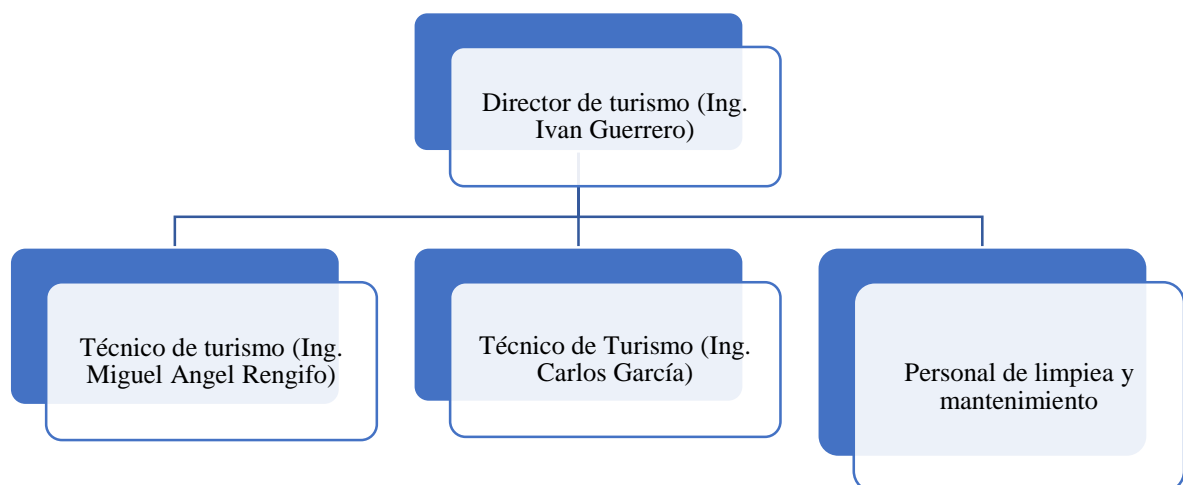 Director de turismo (Ing.
Ivan Guerrero)
Técnico de turismo (Ing.
Miguel Angel Rengifo)
Técnico de Turismo (Ing.
Carlos García)
Personal de limpiea y
mantenimiento